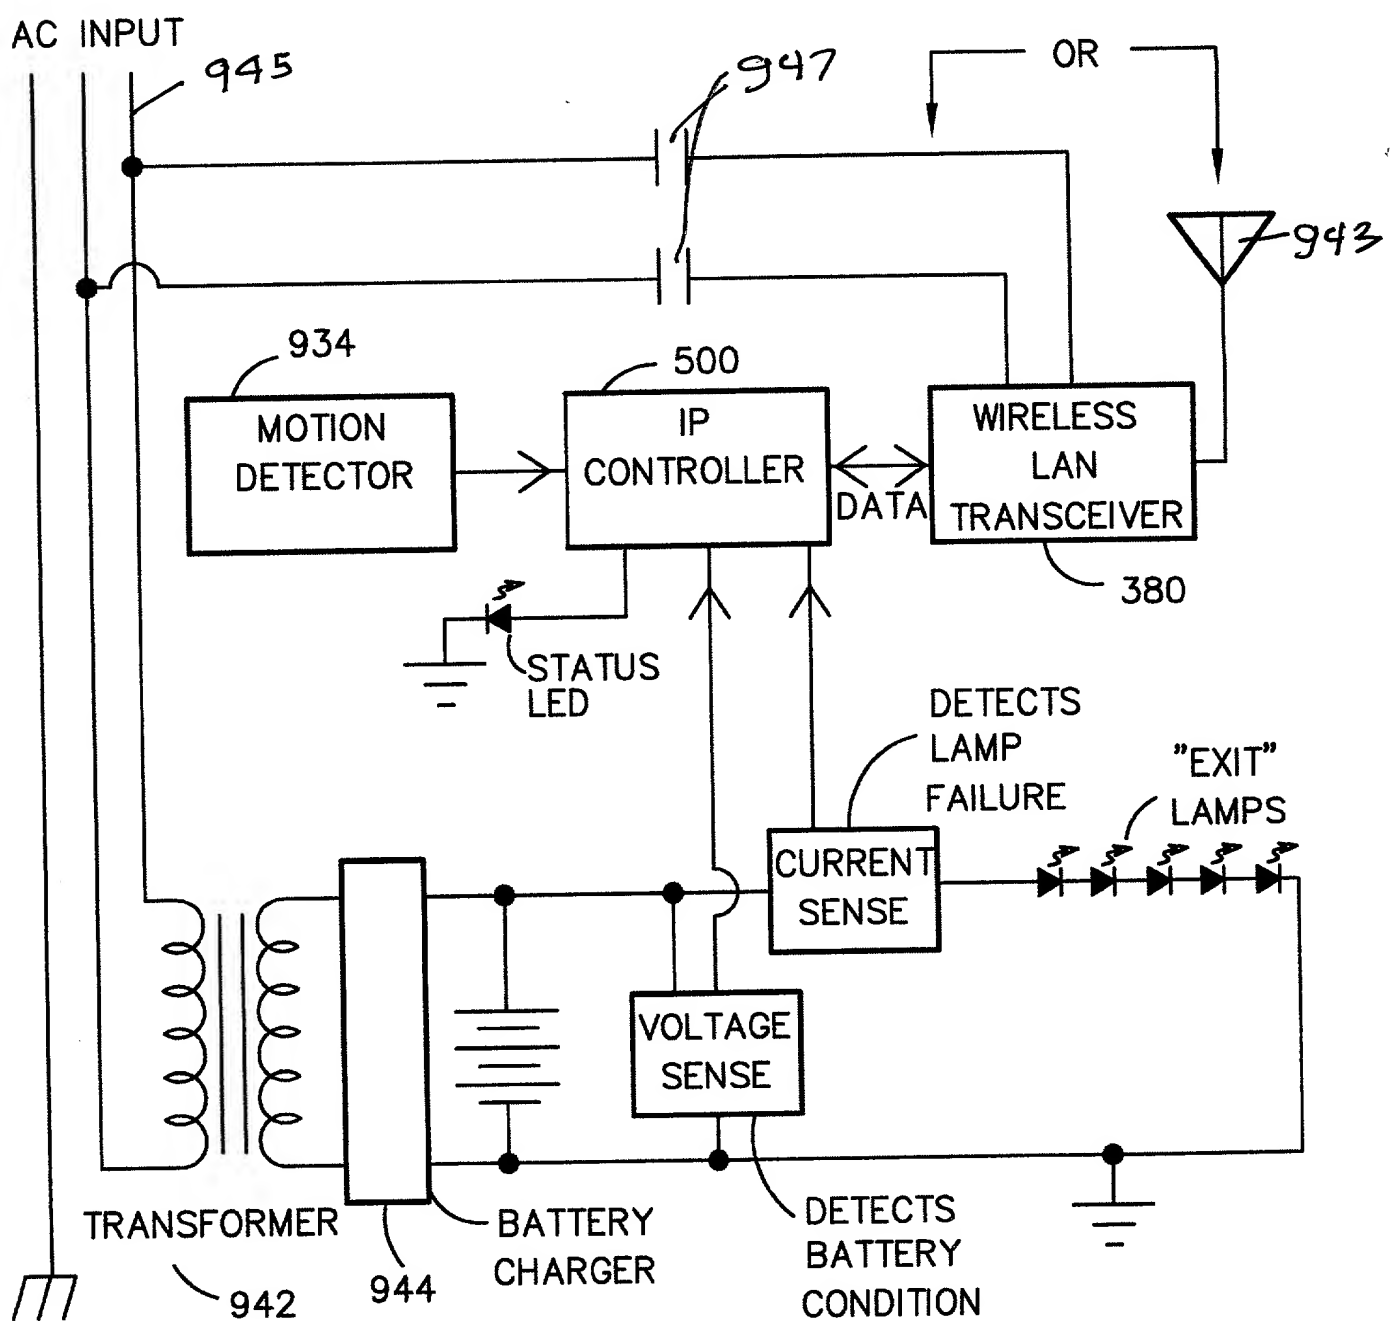 AC INPUT
945
947
OR
943
934
500
MOTION
DETECTOR
IP
CONTROLLER
DATA
WIRELESS
LAN
TRANSCEIVER
380
STATUS
LED
DETECTS
LAMP
FAILURE
"EXIT"
LAMPS
CURRENT
SENSE
VOLTAGE
SENSE
TRANSFORMER
942
944
BATTERY
CHARGER
DETECTS
BATTERY
CONDITION